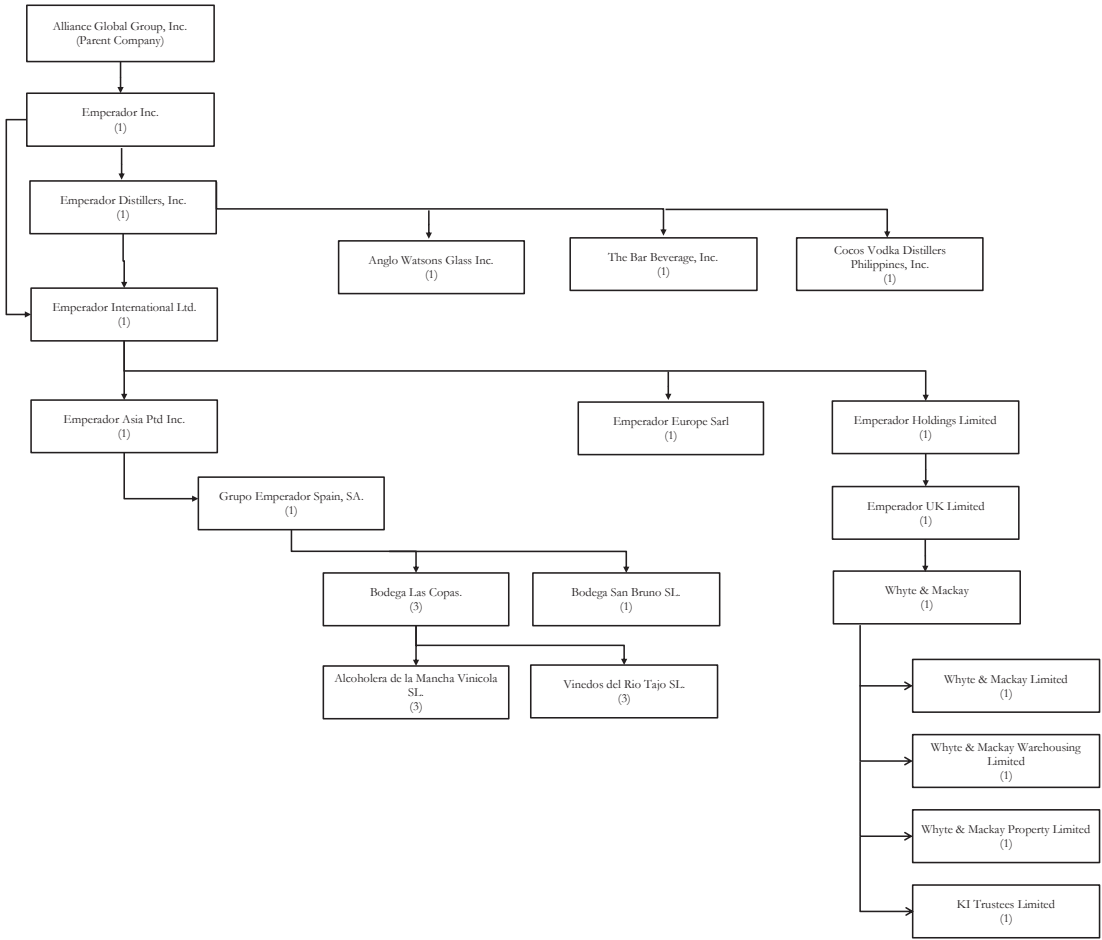 Alliance Global Group, Inc.
(Parent Company)
Emperador Inc.
(1)
Emperador Distillers, Inc.
(1)
Anglo Watsons Glass Inc.
(1)
The Bar Beverage, Inc.
(1)
Cocos Vodka Distillers
Philippines, Inc.
(1)
Emperador International Ltd.
(1)
Emperador Asia Ptd Inc.
(1)
Emperador Europe Sarl
(1)
Emperador Holdings Limited
(1)
Grupo Emperador Spain, SA.
(1)
Emperador UK Limited
(1)
Bodega Las Copas.
(3)
Bodega San Bruno SL.
(1)
Whyte & Mackay
(1)
Alcoholera de la Mancha Vinicola
SL.
(3)
Vinedos del Rio Tajo SL.
(3)
Whyte & Mackay Limited
(1)
Whyte & Mackay Warehousing
Limited
(1)
Whyte & Mackay Property Limited
(1)
KI Trustees Limited
(1)